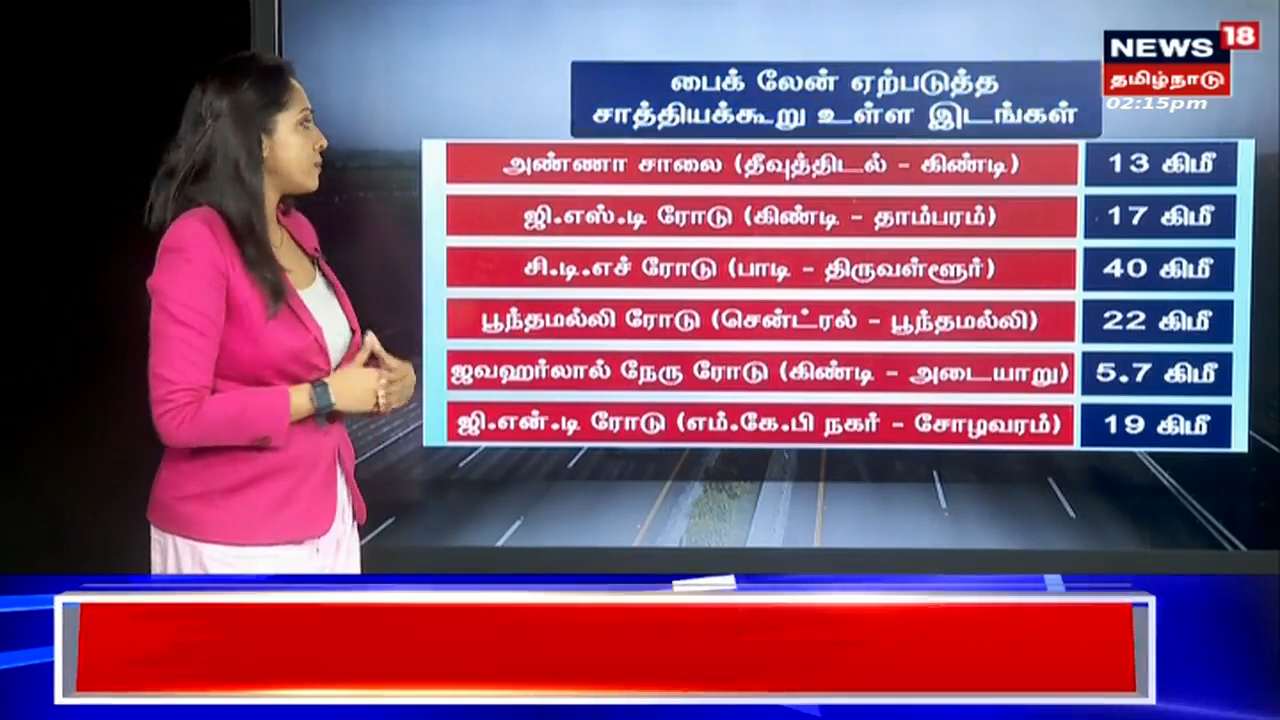 NEWS 18
தமிழ்நாடு
02:15pm
பைக் லேன் ஏற்படுத்த
சாத்தியக்கூறு உள்ள இடங்கள்
அண்ணா சாலை (தீவுத்திடல் - கிண்டி) 13 கிமீ
ஜி.எஸ்.டி ரோடு (கிண்டி - தாம்பரம்) 17 கிமீ
சி.டி.எச் ரோடு (பாடி - திருவள்ளூர்) 40 கிமீ
பூந்தமல்லி ரோடு (சென்ட்ரல் - பூந்தமல்லி) 22 கிமீ
ஜவஹர்லால் நேரு ரோடு (கிண்டி - அடையாறு) 5.7 கிமீ
ஜி.என்.டி ரோடு (எம்.கே.பி நகர் - சோழவரம்) 19 கிமீ